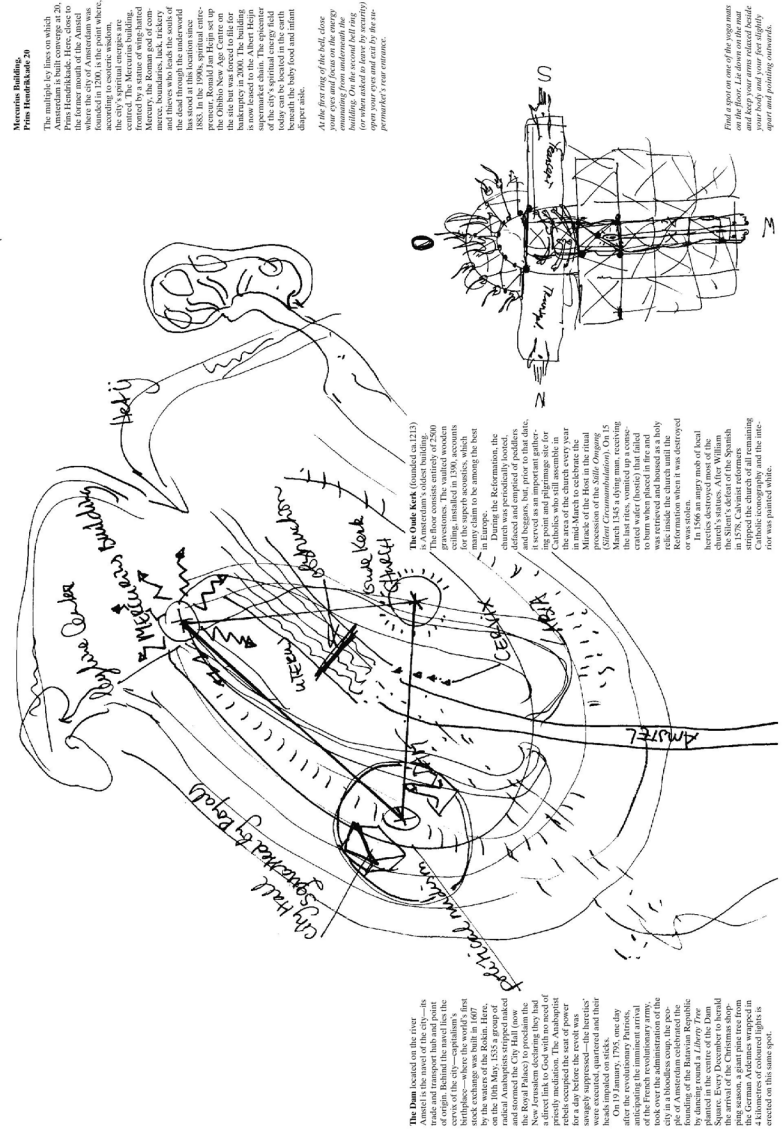 The Dam located on the river
Amstel is the navel of the city—its
trade and transport hub and point
of origin. Behind the navel lies the
cervix of the city—capitalism's
birthplace—where the world's first
stock exchange was built in 1607
by the waters of the Rokin. Here,
on the 10th May, 1535 a group of
radical Anabaptists stripped naked
and stormed the City Hall (now
the Royal Palace) to proclaim the
New Jerusalem declaring they had
a direct link to God with no need of
priestly mediation. The Anabaptist
rebels occupied the seat of power
for a day before the revolt was
savagely suppressed—the heretics'
were executed, quartered and their
heads impaled on sticks.
On 19 January, 1795, one day
after the revolutionary Patriots,
anticipating the imminent arrival
of the French revolutionary army,
took over the administration of the
city in a bloodless coup, the peo-
ple of Amsterdam celebrated the
founding of the Batavian Republic
by dancing round a Liberty Tree
planted in the centre of the Dam
Square. Every December to herald
the arrival of the Christmas shop-
ping season, a giant pine tree from
the German Ardennes wrapped in
4 kilometres of coloured lights is
erected on this same spot.
City Hall
squatted by Royals
political nudism
DAM
AMSTEL
CERVIX
UTERUS
Oude Kerk
Mercurius Building
Center
Het IJ
The Oude Kerk (founded ca.1213)
is Amsterdam's oldest building.
The floor consists entirely of 2500
gravestones. The vaulted wooden
ceiling, installed in 1390, accounts
for the superb acoustics, which
many claim to be among the best
in Europe.
During the Reformation, the
church was periodically looted,
defaced and emptied of peddlers
and beggars, but, prior to that date,
it served as an important gather-
ing point and pilgrimage site for
Catholics who still assemble in
the area of the church every year
in mid-March to celebrate the
Miracle of the Host in the ritual
procession of the Stille Omgang
(Silent Circumambulation). On 15
March 1345 a dying man, receiving
the last rites, vomited up a conse-
crated wafer (hostie) that failed
to burn when placed in fire and
was retrieved and housed as a holy
relic inside the church until the
Reformation when it was destroyed
or was stolen.
In 1566 an angry mob of local
heretics destroyed most of the
church's statues. After William
the Silent's defeat of the Spanish
in 1578, Calvinist reformers
stripped the church of all remaining
Catholic iconography and the inte-
rior was painted white.
Mercurius Building,
Prins Hendrikkade 20
The multiple ley lines on which
Amsterdam is built converge at 20,
Prins Hendrikkade. Here, close to
the former mouth of the Amstel
where the city of Amsterdam was
founded in 1200, is the point where,
according to esoteric wisdom,
the city's spiritual energies are
centred. The Mercurius building,
fronted by a statue of wing-hatted
Mercury, the Roman god of com-
merce, boundaries, luck, trickery
and thieves who leads the souls of
the dead through the underworld
has stood at this location since
1883. In the 1990s, spiritual entre-
preneur, Ronald Jan Heijn set up
the Ohibio New Age Centre on
the site but was forced to file for
bankruptcy in 2000. The building
is now leased to the Albert Heijn
supermarket chain. The epicenter
of the city's spiritual energy field
today can be located in the earth
beneath the baby food and infant
diaper aisle.
At the first ring of the bell, close
your eyes and focus on the energy
emanating from underneath the
building. On the second bell ring
(or when asked to leave by security)
open your eyes and exit by the su-
permarket's rear entrance.
O
N
Transept
Transept
S
W
Find a spot on one of the yoga mats
on the floor. Lie down on the mat
and keep your arms relaxed beside
your body and your feet slightly
apart and pointing outwards.